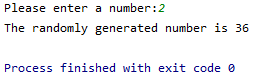 Please enter a number:2
The randomly generated number is 36
Process finished with exit code 0